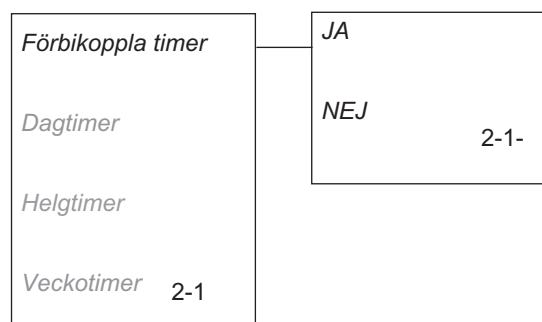 Förbikoppla timer
Dagtimer
Helgtimer
Veckotimer 2-1
JA
NEJ
2-1-